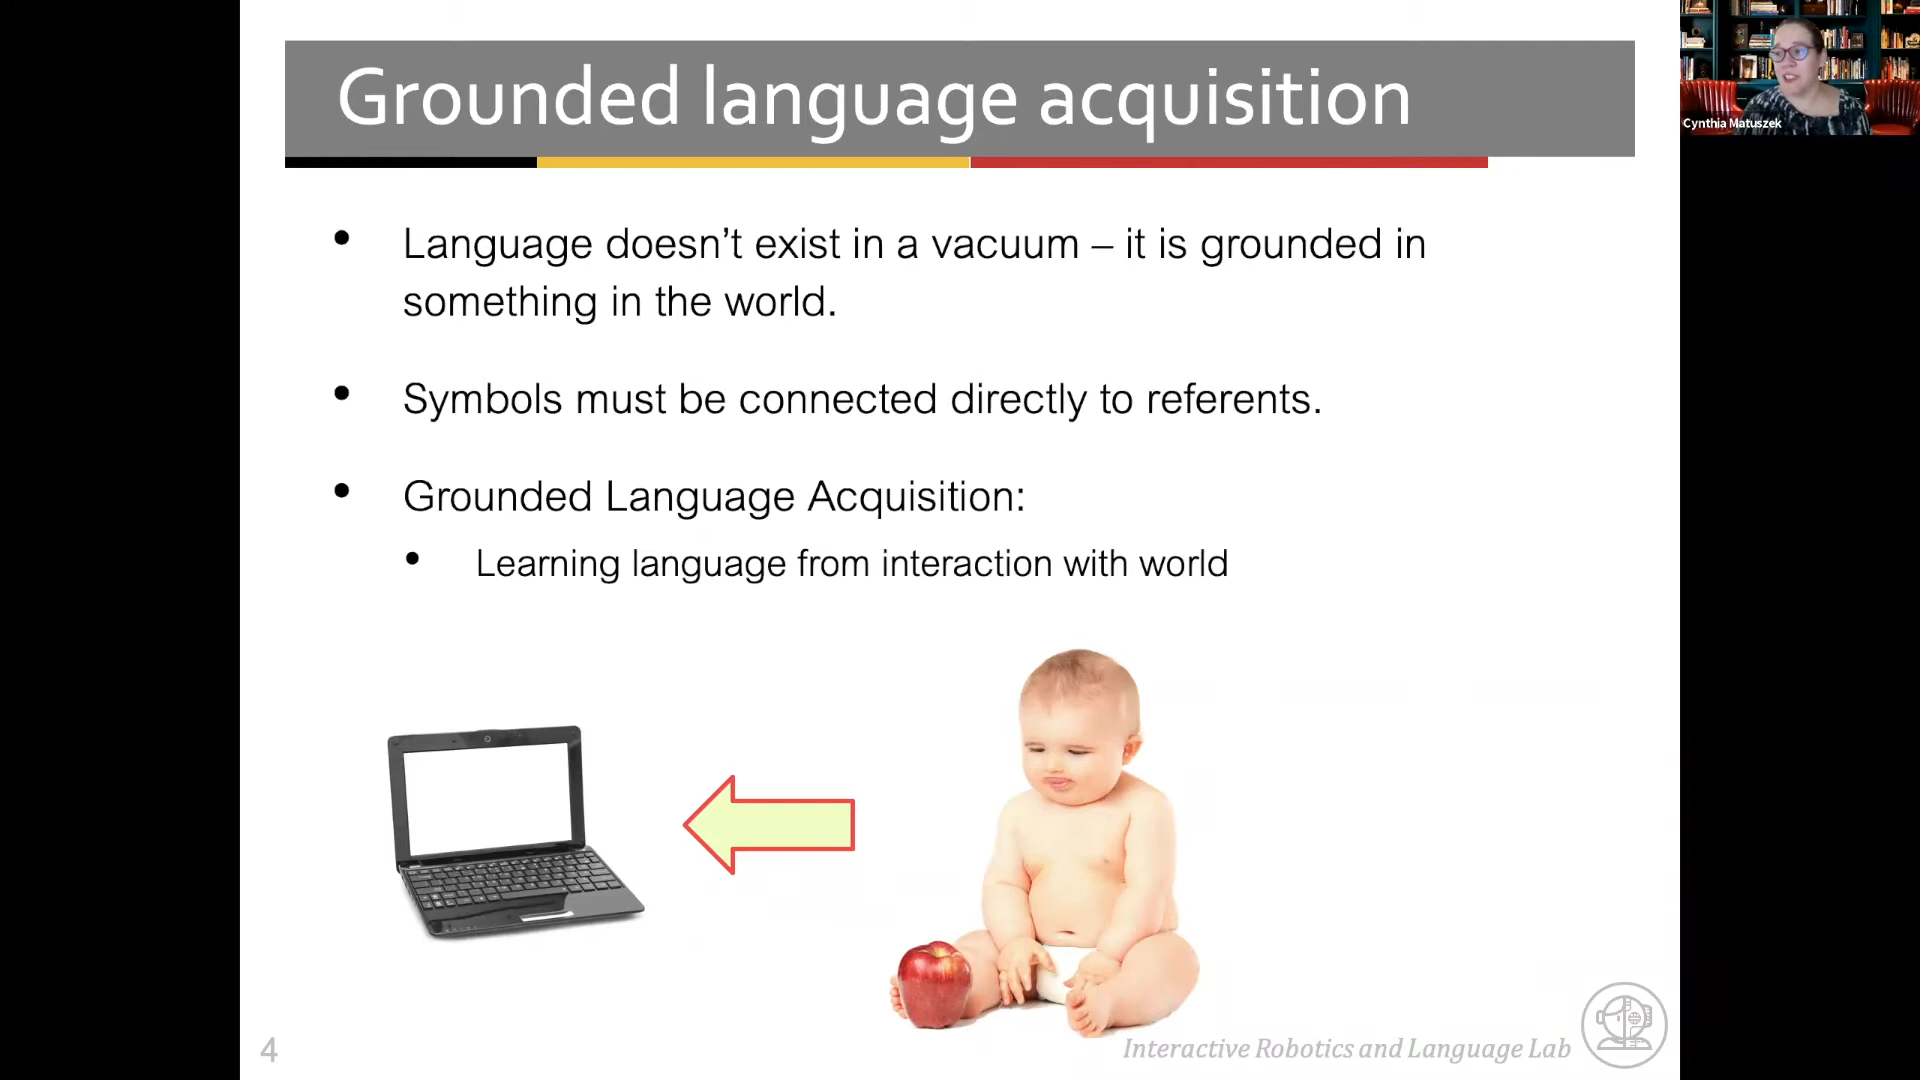 Grounded language acquisition
Cynthia Matuszek
• Language doesn’t exist in a vacuum – it is grounded in
something in the world.
• Symbols must be connected directly to referents.
• Grounded Language Acquisition:
• Learning language from interaction with world
4
Interactive Robotics and Language Lab